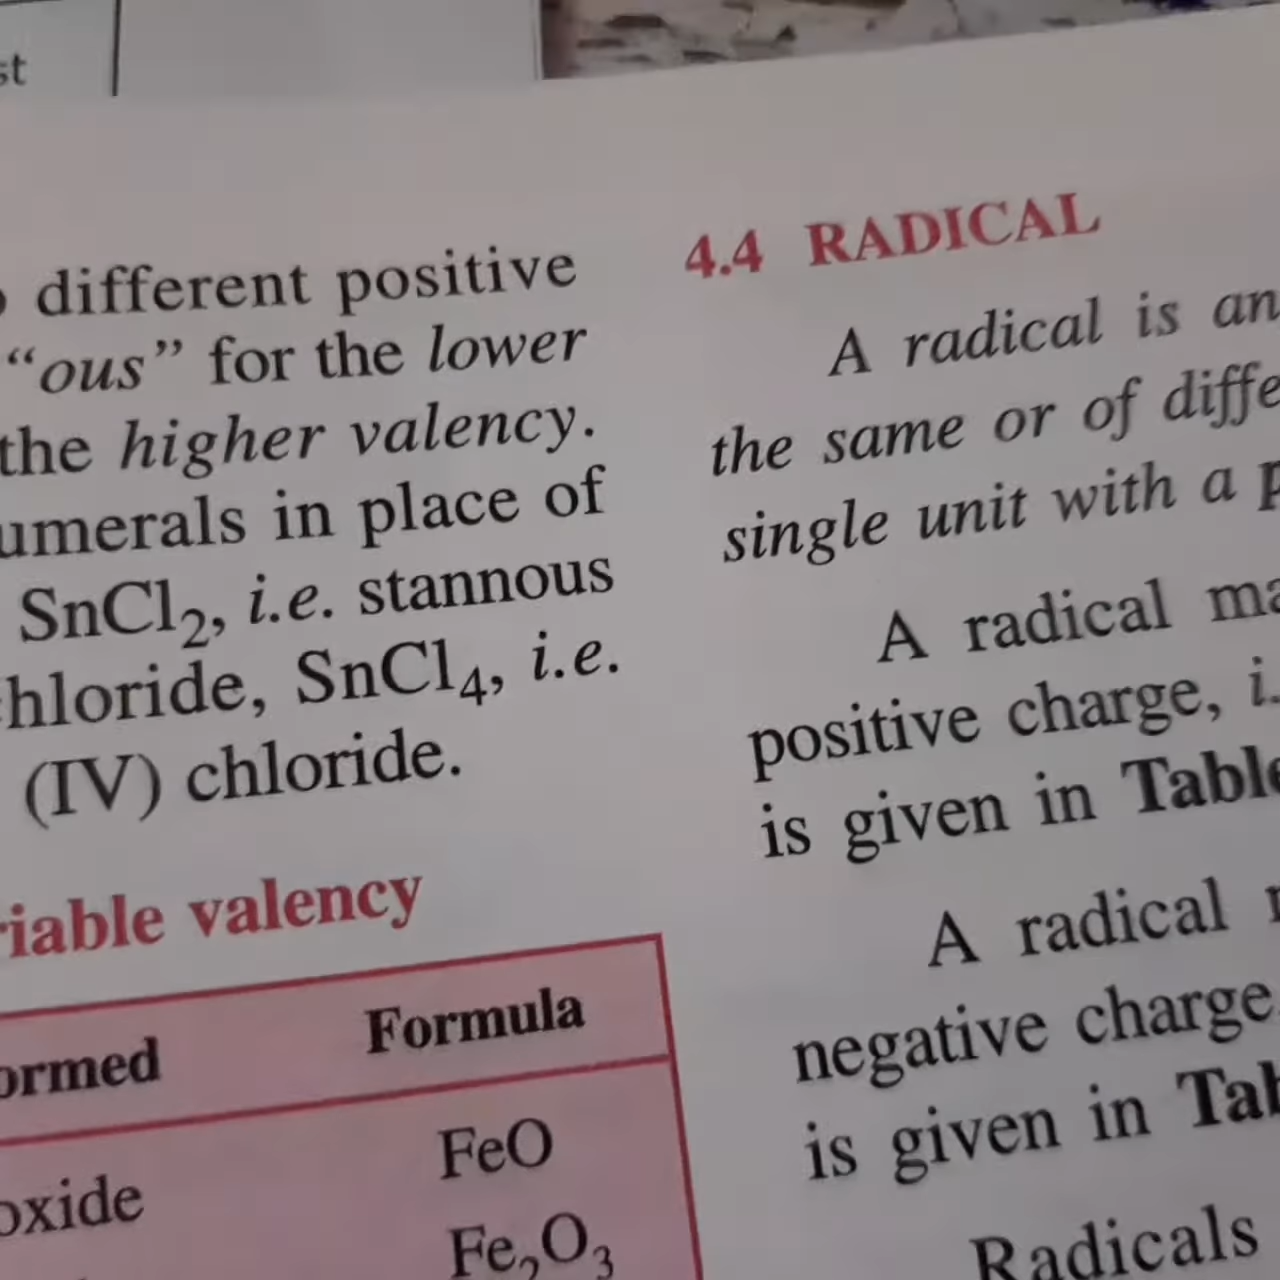 st
different positive
“ous” for the lower
the higher valency.
umerals in place of
SnCl₂, i.e. stannous
hloride, SnCl₄, i.e.
(IV) chloride.
riable valency
ormed Formula
FeO
oxide
Fe₂O₃
4.4 RADICAL
A radical is an
the same or of diffe
single unit with a p
A radical ma
positive charge, i.
is given in Table
A radical
negative charge
is given in Tab
Radicals